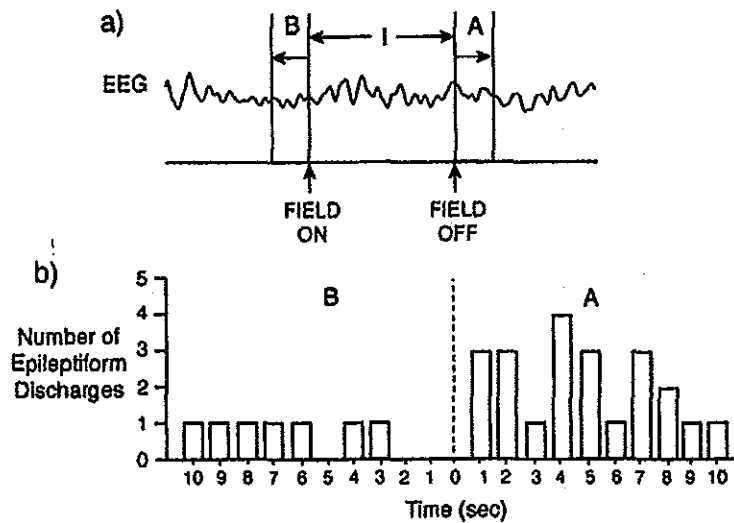 a)
B
I
A
EEG
FIELD
ON
FIELD
OFF
b)
Number of
Epileptiform
Discharges
5
4
3
2
1
0
B
A
10 9 8 7 6 5 4 3 2 1 0 1 2 3 4 5 6 7 8 9 10
Time (sec)